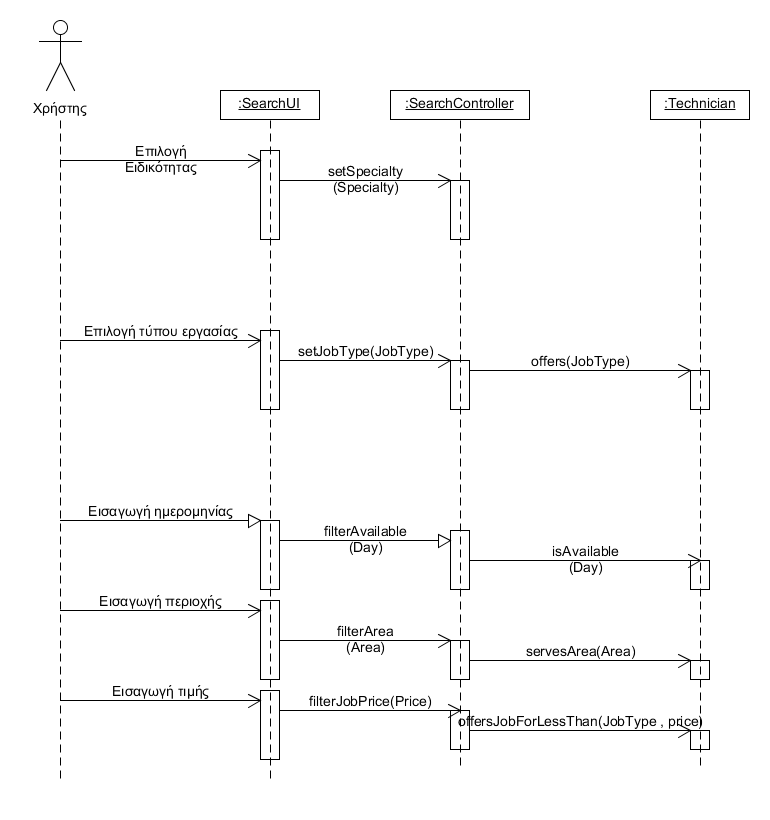 Χρήστης
:SearchUI
:SearchController
:Technician
Επιλογή
Ειδικότητας
setSpecialty
(Specialty)
Επιλογή τύπου εργασίας
setJobType(JobType)
offers(JobType)
Εισαγωγή ημερομηνίας
filterAvailable
(Day)
isAvailable
(Day)
Εισαγωγή περιοχής
filterArea
(Area)
servesArea(Area)
Εισαγωγή τιμής
filterJobPrice(Price)
offersJobForLessThan(JobType , price)